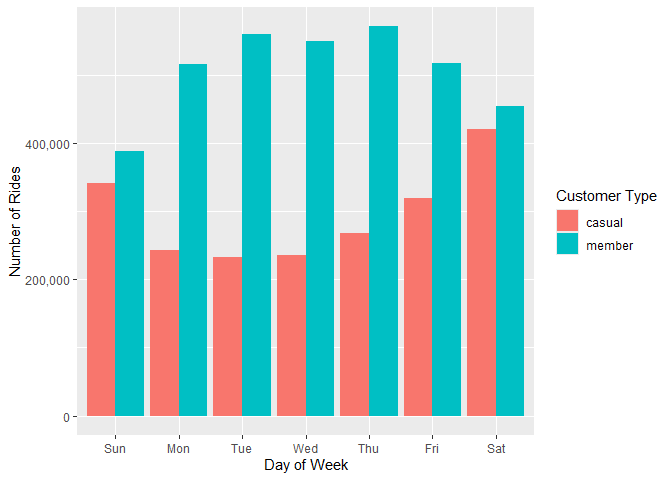 Number of Rides
400,000
200,000
0
Sun Mon Tue Wed Thu Fri Sat
Day of Week
Customer Type
casual
member